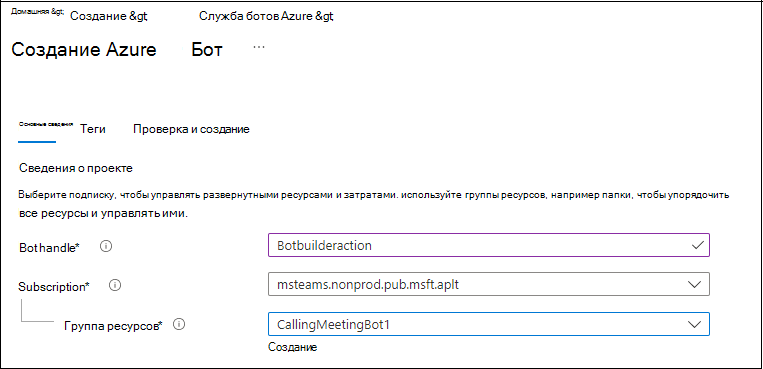 Домашняя &gt; Создание &gt Служба ботов Azure &gt;
Создание Azure Бот ...
Основные сведения Теги Проверка и создание
Сведения о проекте
Выберите подписку, чтобы управлять развернутыми ресурсами и затратами. используйте группы ресурсов, например папки, чтобы упорядочить
все ресурсы и управлять ими.
Bot handle* Botbuilderaction
Subscription* msteams.nonprod.pub.msft.aplt
Группа ресурсов* CallingMeetingBot1
Создание